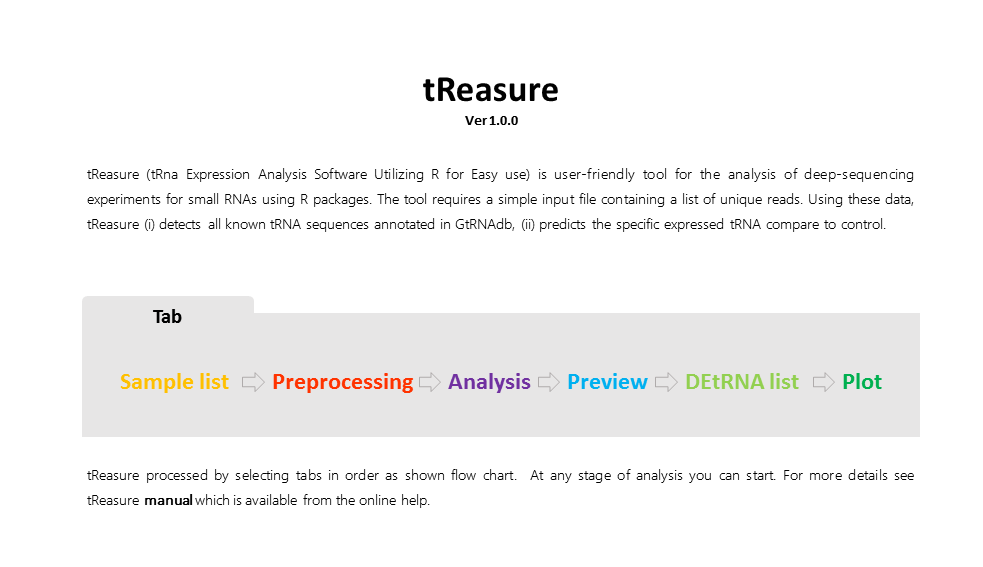 tReasure
Ver 1.0.0
tReasure (tRna Expression Analysis Software Utilizing R for Easy use) is user-friendly tool for the analysis of deep-sequencing
experiments for small RNAs using R packages. The tool requires a simple input file containing a list of unique reads. Using these data,
tReasure (i) detects all known tRNA sequences annotated in GtRNAdb, (ii) predicts the specific expressed tRNA compare to control.
Tab
Sample list Preprocessing Analysis Preview DEtRNA list Plot
tReasure processed by selecting tabs in order as shown flow chart. At any stage of analysis you can start. For more details see
tReasure manual which is available from the online help.